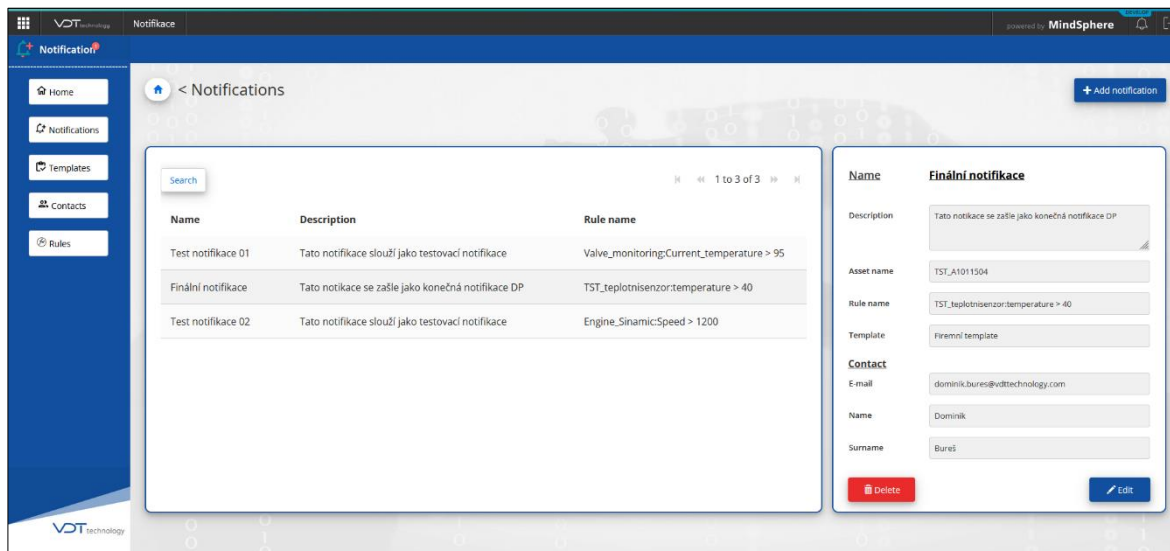 VDT technology Notifikace powered by MindSphere
Notification
Home
Notifications
Templates
Contacts
Rules
< Notifications
+ Add notification
Search 1 to 3 of 3
Name Description Rule name
Test notifikace 01 Tato notifikace slouží jako testovací notifikace Valve_monitoring:Current_temperature > 95
Finální notifikace Tato notikace se zašle jako konečná notifikace DP TST_teplotnisenzor:temperature > 40
Test notifikace 02 Tato notifikace slouží jako testovací notifikace Engine_Sinamic:Speed > 1200
Name Finální notifikace
Description Tato notikace se zašle jako konečná notifikace DP
Asset name TST_A1011504
Rule name TST_teplotnisenzor:temperature > 40
Template Firemní template
Contact
E-mail dominik.bures@vdttechnology.com
Name Dominik
Surname Bureš
Delete Edit
VDT technology